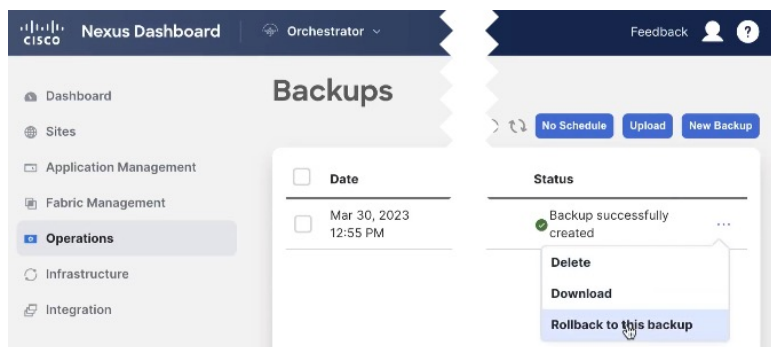 CISCO Nexus Dashboard Orchestrator Feedback ?
Dashboard
Sites
Application Management
Fabric Management
Operations
Infrastructure
Integration
Backups
No Schedule Upload New Backup
Date Status
Mar 30, 2023
12:55 PM
Backup successfully
created
...
Delete
Download
Rollback to this backup